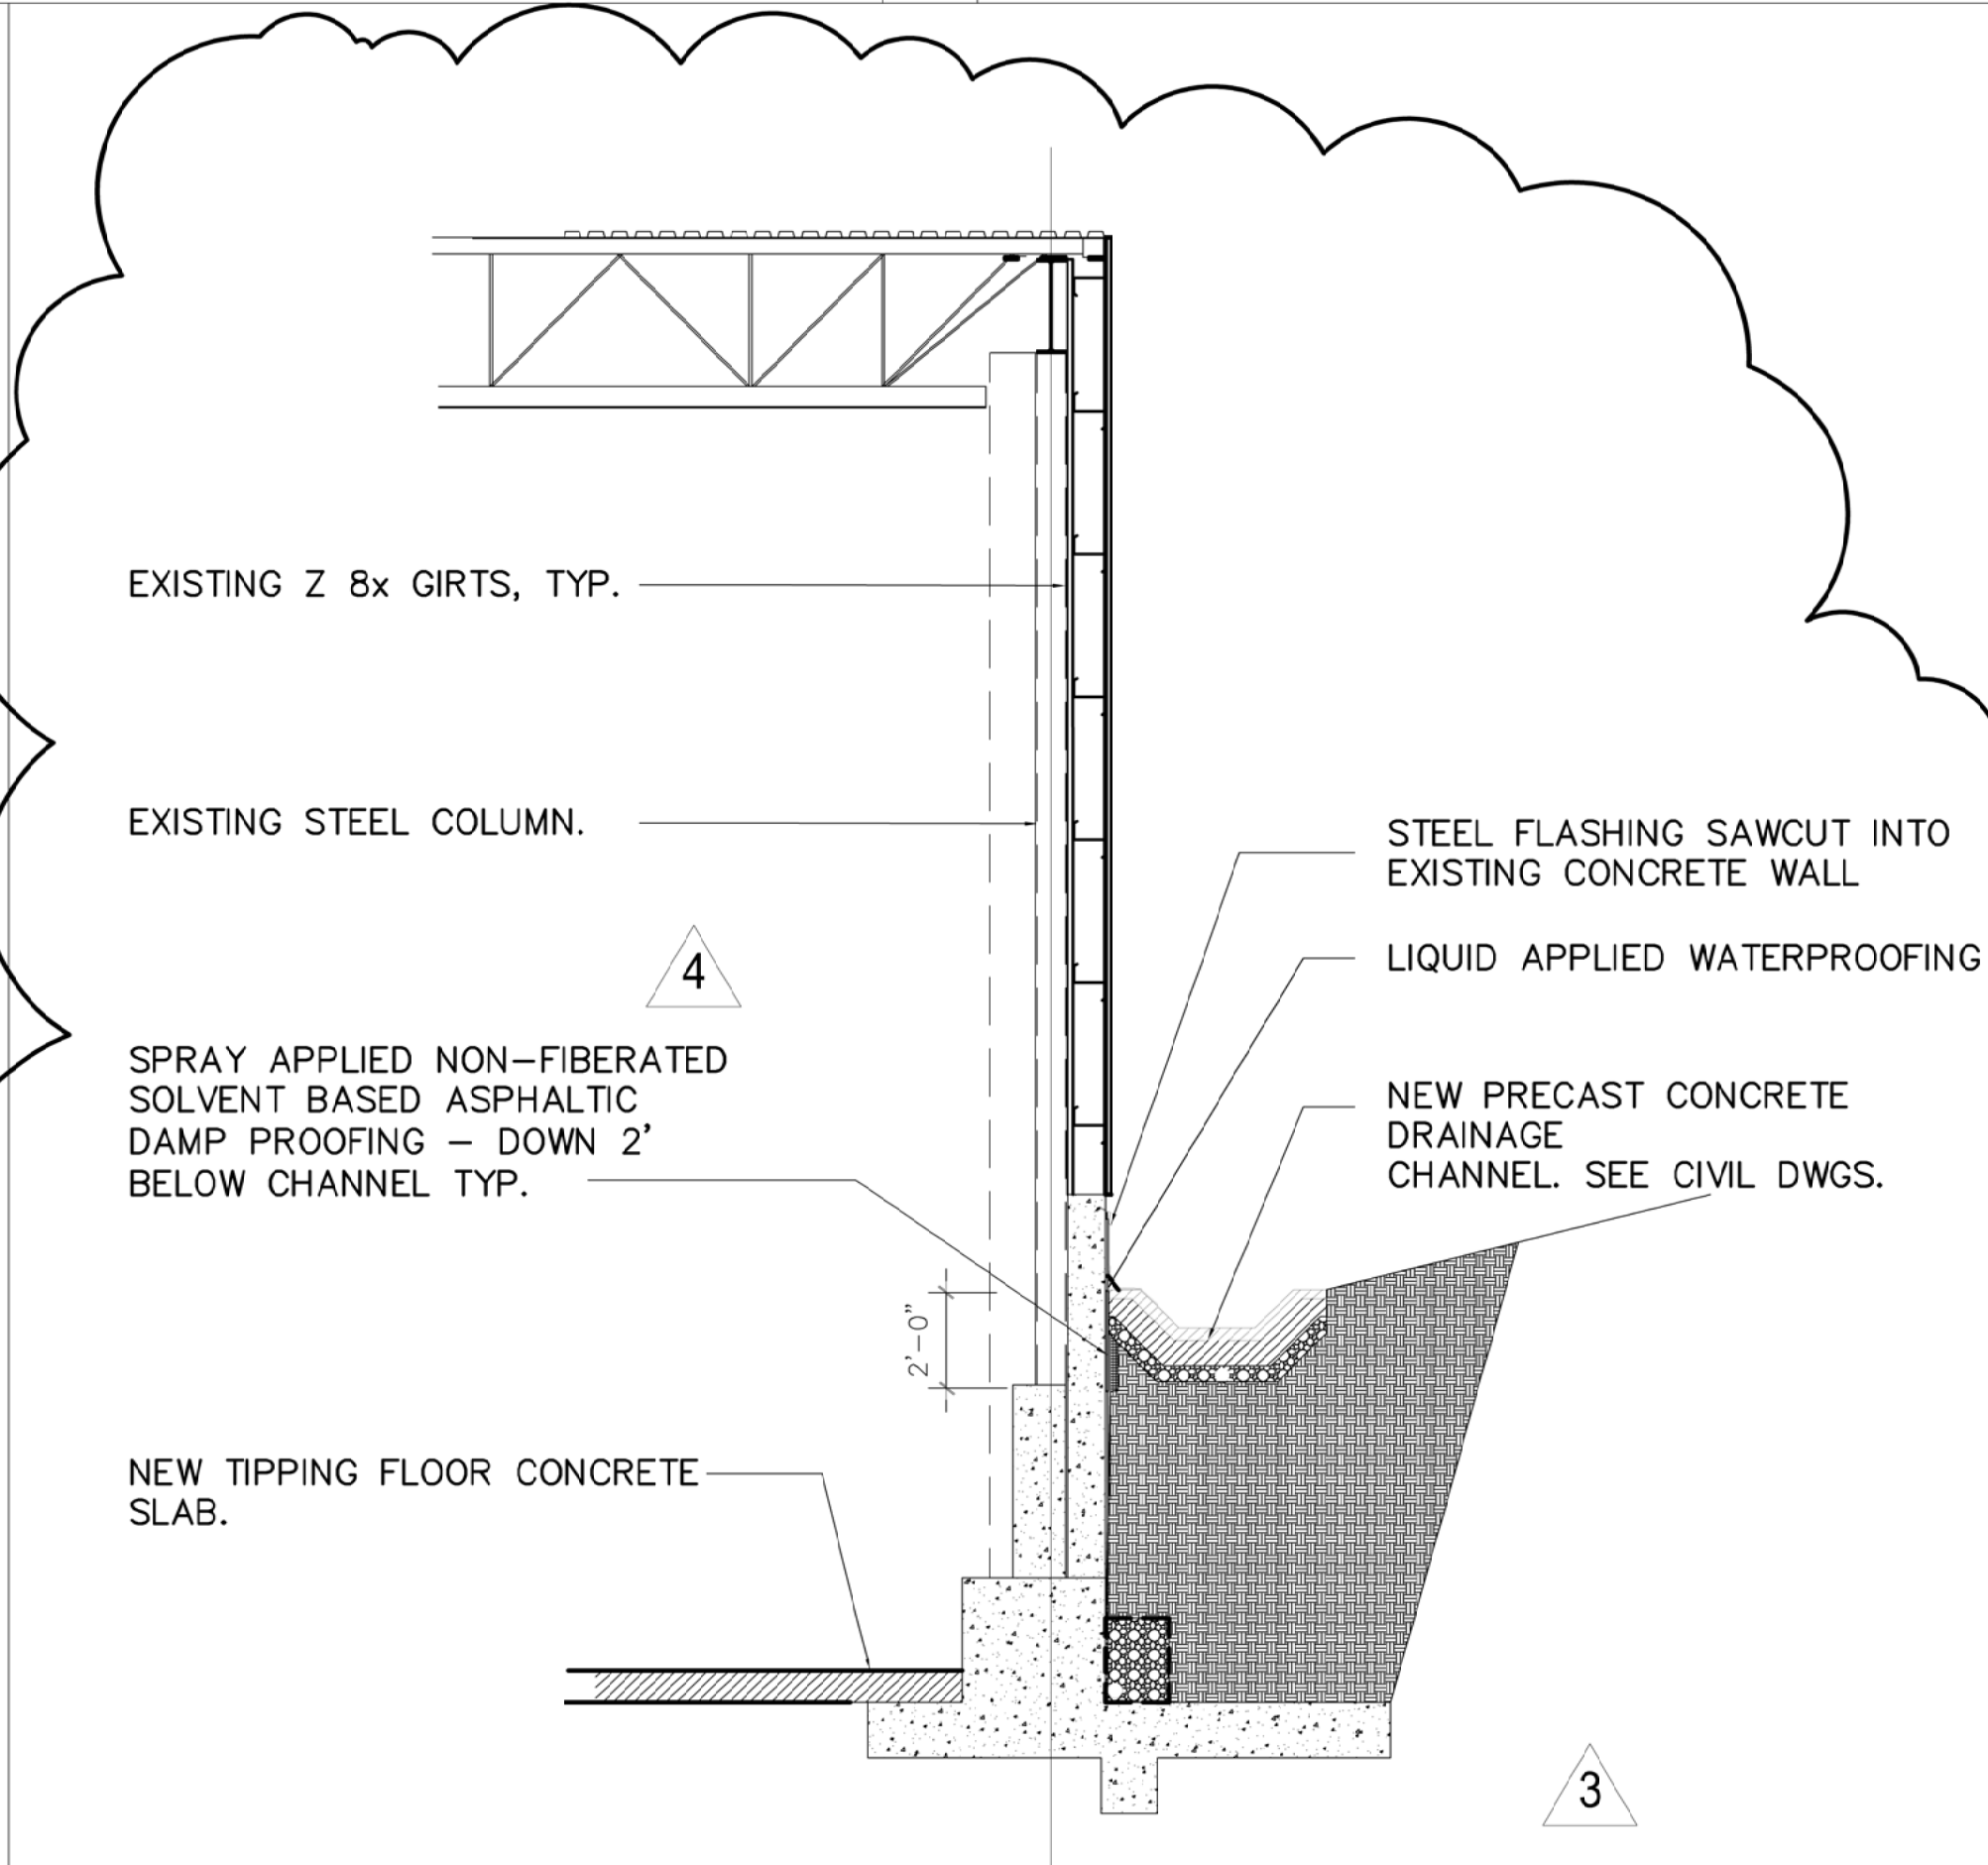 EXISTING Z 8x GIRTS, TYP.
EXISTING STEEL COLUMN.
STEEL FLASHING SAWCUT INTO
EXISTING CONCRETE WALL
LIQUID APPLIED WATERPROOFING
4
SPRAY APPLIED NON-FIBERATED
SOLVENT BASED ASPHALTIC
DAMP PROOFING - DOWN 2'
BELOW CHANNEL TYP.
NEW PRECAST CONCRETE
DRAINAGE
CHANNEL. SEE CIVIL DWGS.
2'-0"
NEW TIPPING FLOOR CONCRETE
SLAB.
3